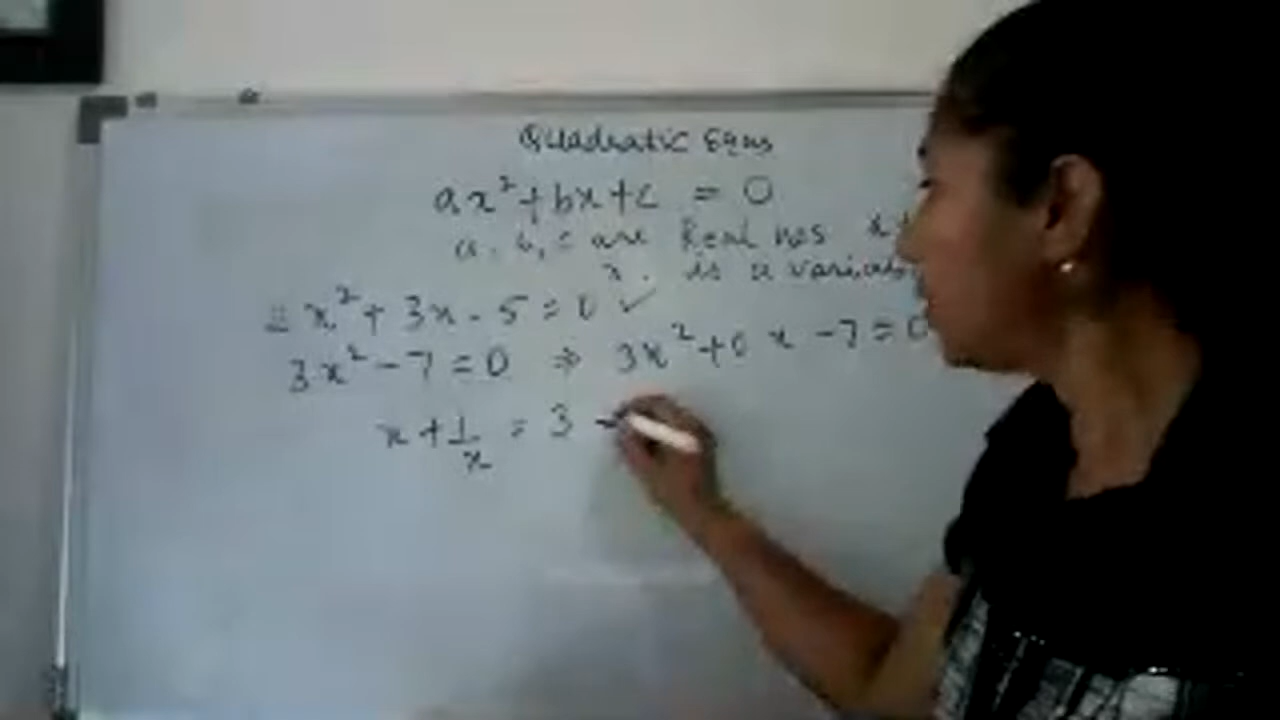 Quadratic Eqns
ax² + bx + c = 0
a, b, c are Real nos
x is a
= x² + 3x - 5 = 0 ✓
3x² - 7 = 0 ⇒ 3x² + 0 x - 7 = 0
x + 1/x = 3